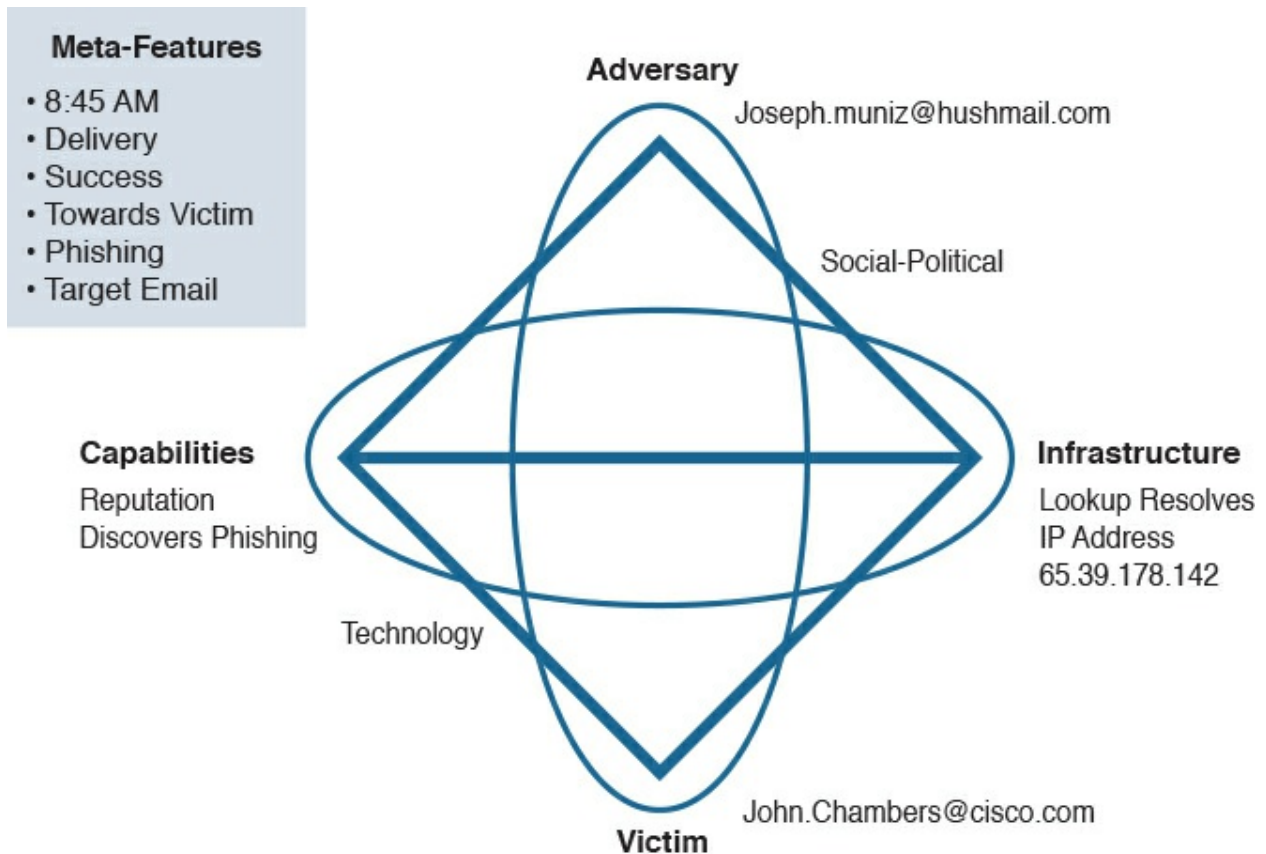 Meta-Features
• 8:45 AM
• Delivery
• Success
• Towards Victim
• Phishing
• Target Email
Adversary
Joseph.muniz@hushmail.com
Social-Political
Capabilities
Reputation
Discovers Phishing
Infrastructure
Lookup Resolves
IP Address
65.39.178.142
Technology
John.Chambers@cisco.com
Victim